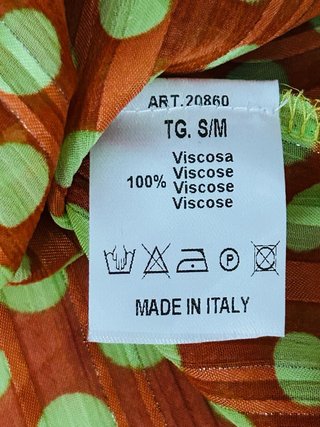 ART.20860
TG. S/M
Viscosa
100% Viscose
Viscose
Viscose
P
MADE IN ITALY